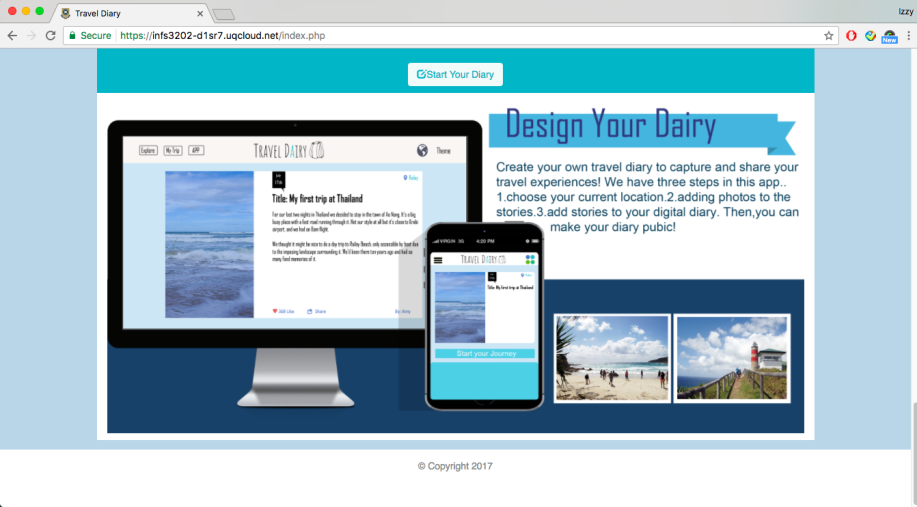 Travel Diary
Izzy
Secure
https://infs3202-d1sr7.uqcloud.net/index.php
New
Start Your Diary
Design Your Dairy
Create your own travel diary to capture and share your
travel experiences! We have three steps in this app..
1.choose your current location.2.adding photos to the
stories.3.add stories to your digital diary. Then,you can
make your diary pubic!
Explore
My Trip
APP
TRAVEL DAIRY
Theme
Title: My first trip at Thailand
For our last two nights in Thailand we decided to stay in the town of Ao Nang. It's a big
busy place with a fast road running through it. Not our style at all but it's close to Krabi
airport, and we had an 8am flight.
We thought it might be nice to do a day trip to Railay Beach, only accessible by boat due
to the imposing landscape surrounding it. We'd been there ten years ago and had so
many fond memories of it.
Like
Share
VIRGIN 3G
4:20 PM
TRAVEL DAIRY
Title: My first trip at Thailand
Start your Journey
© Copyright 2017